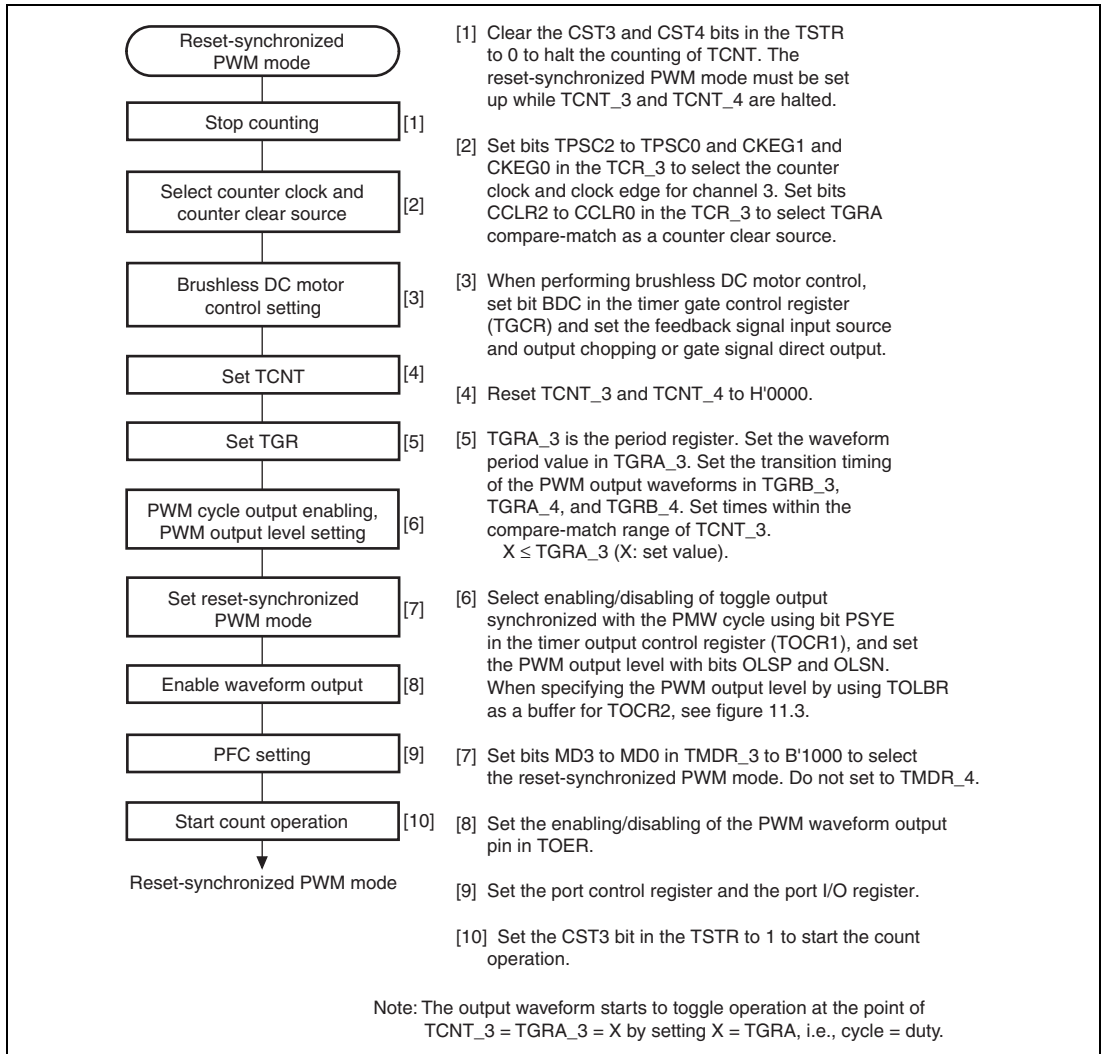 Reset-synchronized
PWM mode
Stop counting
[1]
Select counter clock and
counter clear source
[2]
Brushless DC motor
control setting
[3]
Set TCNT
[4]
Set TGR
[5]
PWM cycle output enabling,
PWM output level setting
[6]
Set reset-synchronized
PWM mode
[7]
Enable waveform output
[8]
PFC setting
[9]
Start count operation
[10]
Reset-synchronized PWM mode
[1] Clear the CST3 and CST4 bits in the TSTR
to 0 to halt the counting of TCNT. The
reset-synchronized PWM mode must be set
up while TCNT_3 and TCNT_4 are halted.
[2] Set bits TPSC2 to TPSC0 and CKEG1 and
CKEG0 in the TCR_3 to select the counter
clock and clock edge for channel 3. Set bits
CCLR2 to CCLR0 in the TCR_3 to select TGRA
compare-match as a counter clear source.
[3] When performing brushless DC motor control,
set bit BDC in the timer gate control register
(TGCR) and set the feedback signal input source
and output chopping or gate signal direct output.
[4] Reset TCNT_3 and TCNT_4 to H'0000.
[5] TGRA_3 is the period register. Set the waveform
period value in TGRA_3. Set the transition timing
of the PWM output waveforms in TGRB_3,
TGRA_4, and TGRB_4. Set times within the
compare-match range of TCNT_3.
X ≤ TGRA_3 (X: set value).
[6] Select enabling/disabling of toggle output
synchronized with the PMW cycle using bit PSYE
in the timer output control register (TOCR1), and set
the PWM output level with bits OLSP and OLSN.
When specifying the PWM output level by using TOLBR
as a buffer for TOCR2, see figure 11.3.
[7] Set bits MD3 to MD0 in TMDR_3 to B'1000 to select
the reset-synchronized PWM mode. Do not set to TMDR_4.
[8] Set the enabling/disabling of the PWM waveform output
pin in TOER.
[9] Set the port control register and the port I/O register.
[10] Set the CST3 bit in the TSTR to 1 to start the count
operation.
Note: The output waveform starts to toggle operation at the point of
TCNT_3 = TGRA_3 = X by setting X = TGRA, i.e., cycle = duty.